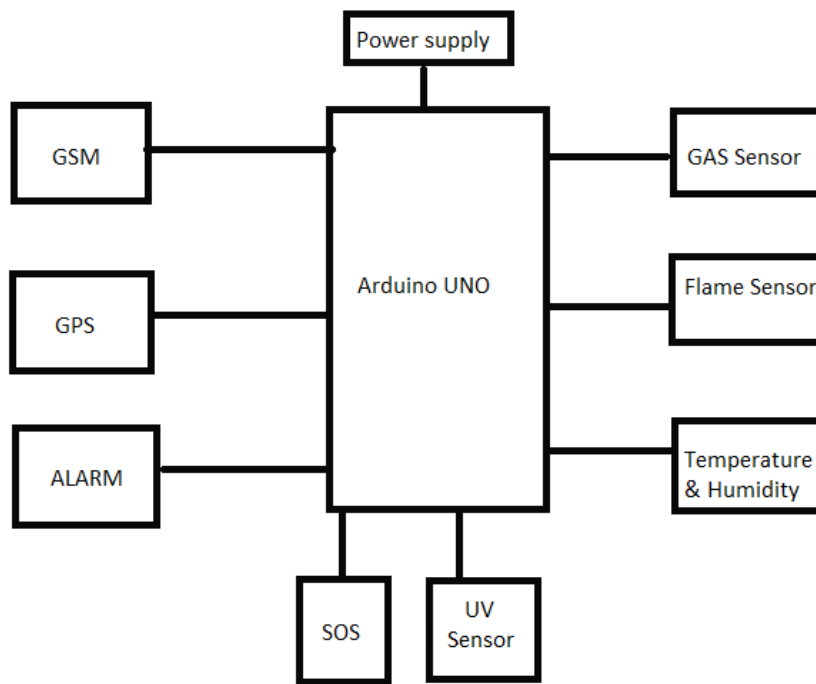 Power supply
GSM
GAS Sensor
Arduino UNO
Flame Sensor
GPS
ALARM
Temperature
& Humidity
SOS
UV
Sensor